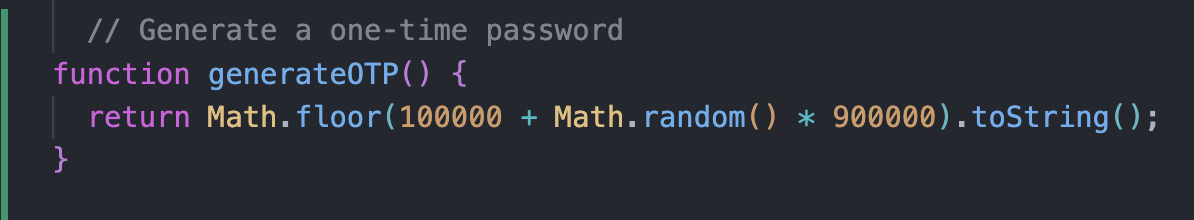 // Generate a one-time password
function generateOTP() {
return Math.floor(100000 + Math.random() * 900000).toString();
}